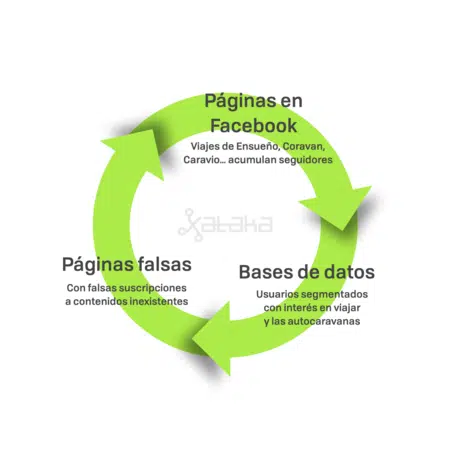 Páginas en
Facebook
Viajes de Ensueño, Coravan,
Caravio... acumulan seguidores
xataka
Páginas falsas
Con falsas suscripciones
a contenidos inexistentes
Bases de datos
Usuarios segmentados
con interés en viajar
y las autocaravanas